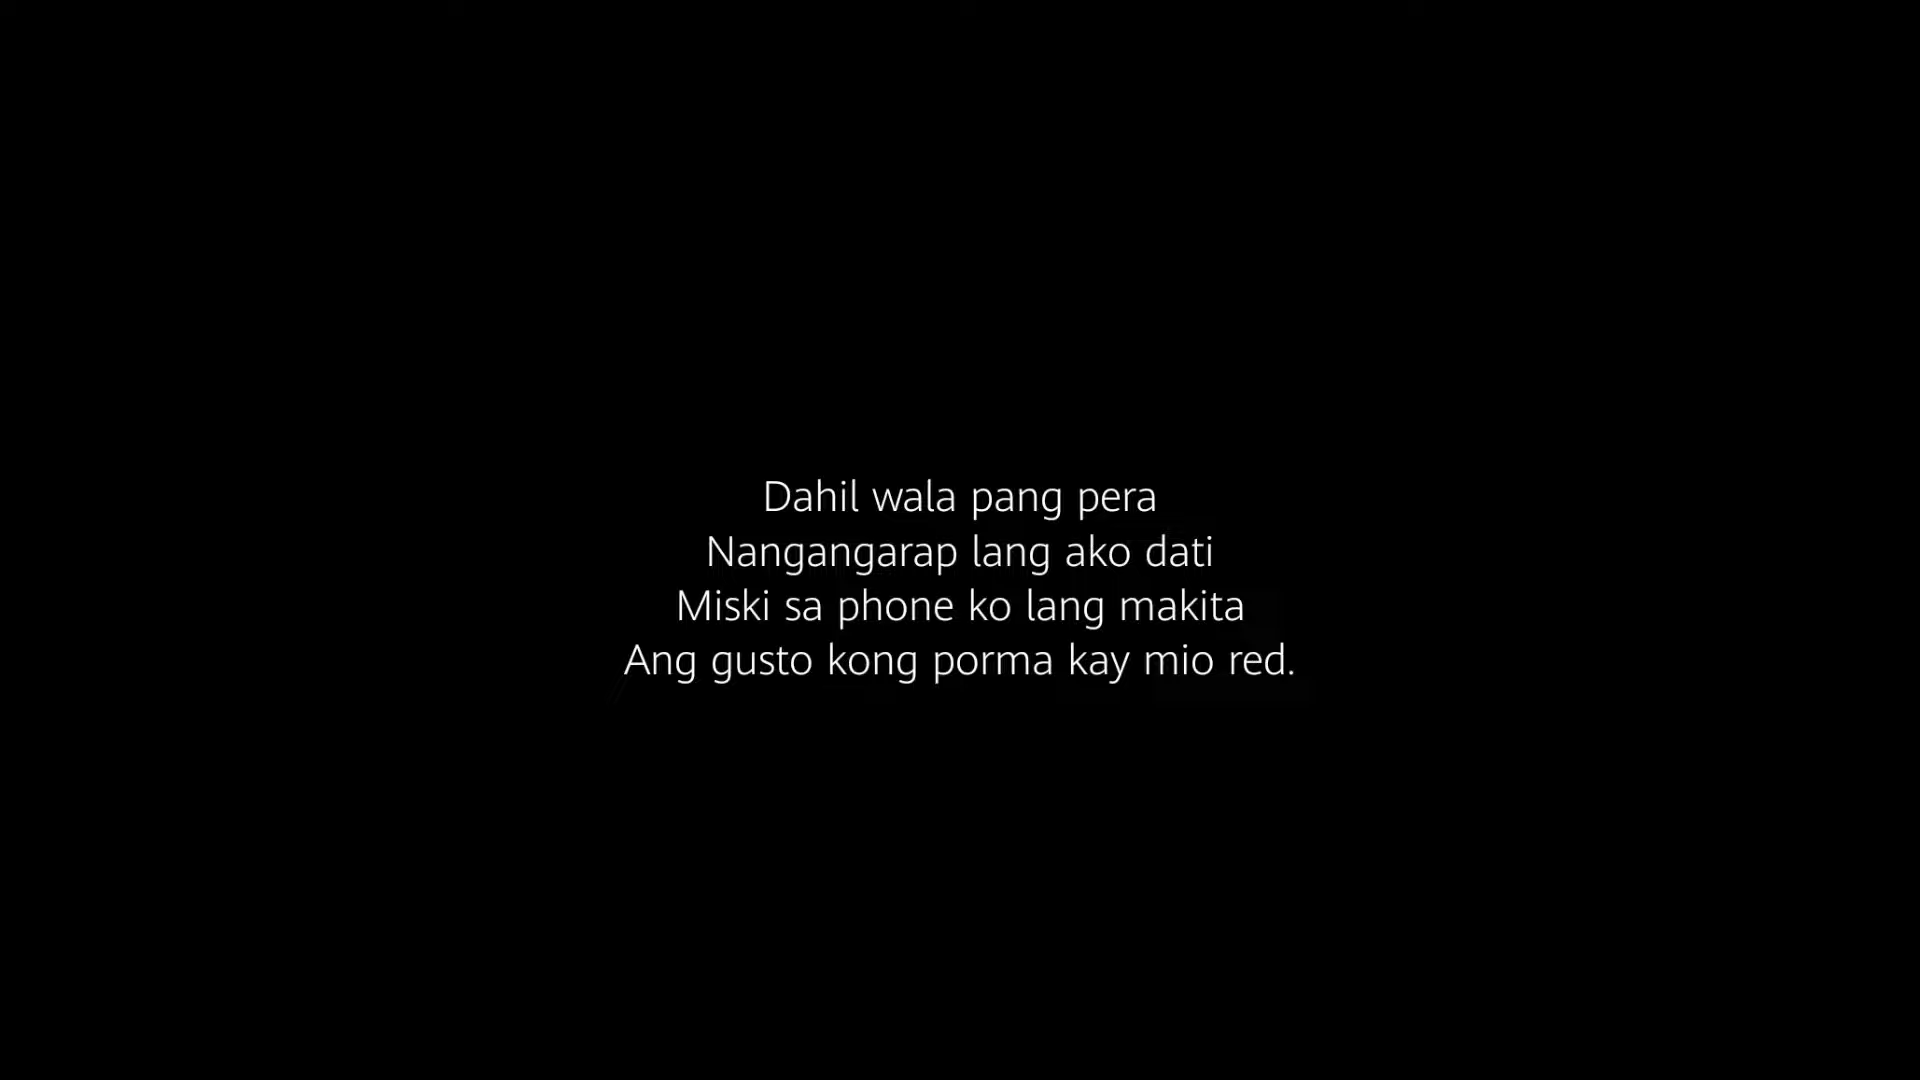 Dahil wala pang pera
Nangangarap lang ako dati
Miski sa phone ko lang makita
Ang gusto kong porma kay mio red.